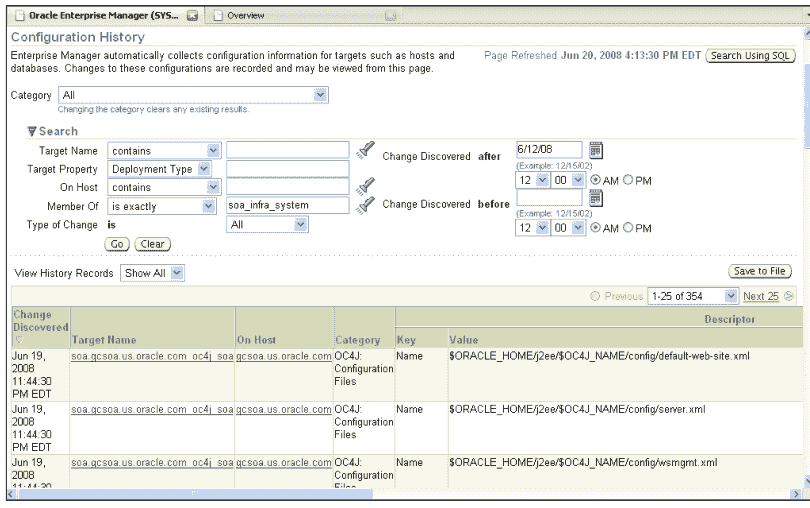 Oracle Enterprise Manager (SYS... Overview
Configuration History
Enterprise Manager automatically collects configuration information for targets such as hosts and
databases. Changes to these configurations are recorded and may be viewed from this page.
Page Refreshed Jun 20, 2008 4:13:30 PM EDT Search Using SQL
Category All
Changing the category clears any existing results.
Search
Target Name contains
Target Property Deployment Type
On Host contains
Member Of is exactly soa_infra_system
Type of Change is All
Go Clear
Change Discovered after 6/12/08
(Example: 12/15/02)
12 00 AM PM
Change Discovered before
(Example: 12/15/02)
12 00 AM PM
View History Records Show All Save to File
Previous 1-25 of 354 Next 25
Change
Discovered Target Name On Host Category Descriptor
Key Value
Jun 19,
2008
11:44:30
PM EDT
soa.gcsoa.us.oracle.com_oc4j_soa gcsoa.us.oracle.com OC4J:
Configuration
Files
Name $ORACLE_HOME/j2ee/$OC4J_NAME/config/default-web-site.xml
Jun 19,
2008
11:44:30
PM EDT
soa.gcsoa.us.oracle.com_oc4j_soa gcsoa.us.oracle.com OC4J:
Configuration
Files
Name $ORACLE_HOME/j2ee/$OC4J_NAME/config/server.xml
Jun 19,
2008
11:44:30
soa.gcsoa.us.oracle.com_oc4j_soa gcsoa.us.oracle.com OC4J:
Configuration
Files
Name $ORACLE_HOME/j2ee/$OC4J_NAME/config/wsmgmt.xml